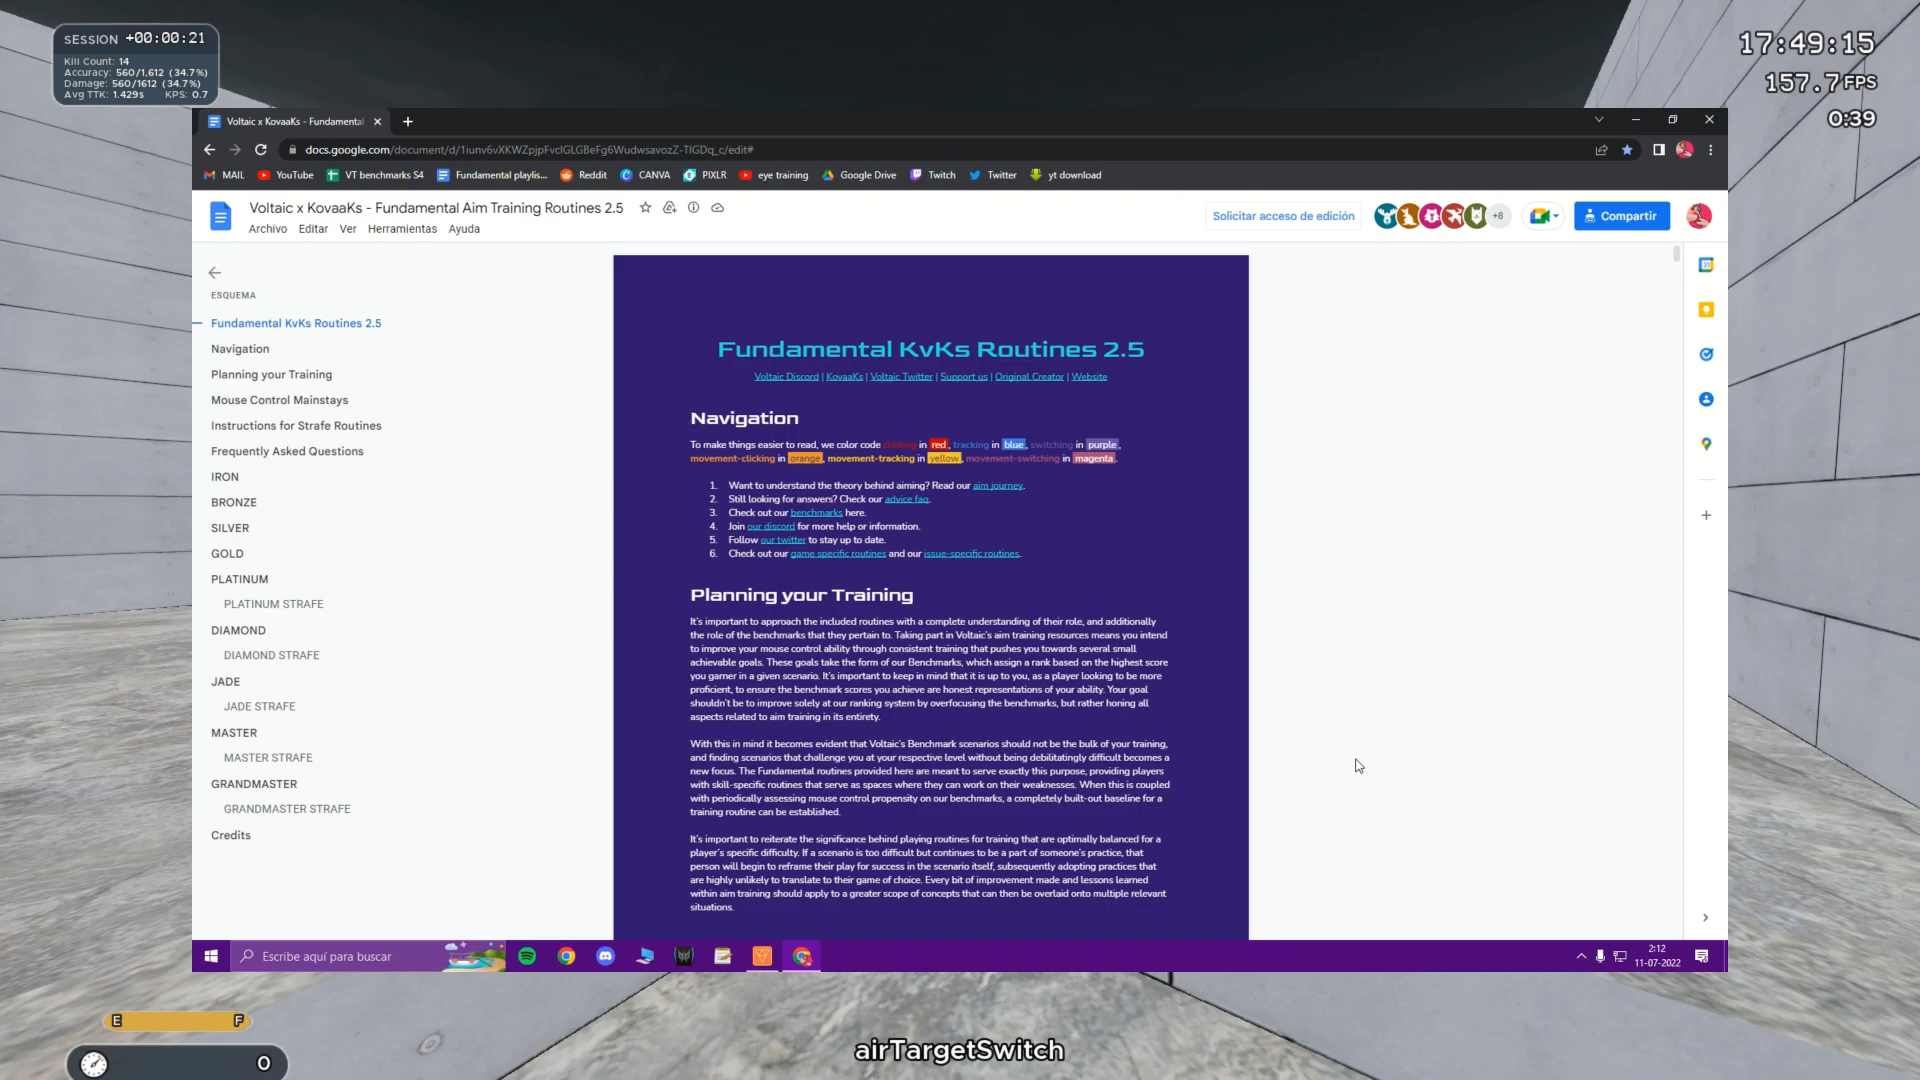 SESSION +00:00:21
Kill Count: 14
Accuracy: 560/1,612 (34.7%)
Damage: 560/1612 (34.7%)
Avg TTK: 1.429s KPS: 0.7
17:49:15
157.7FPS
0:39
Voltaic x KovaaKs - Fundamental
docs.google.com/document/d/1iunv6vXKWZpjpFvclGLGBeFg6WudwsavozZ-TIGDq_c/edit#
MAIL YouTube VT benchmarks S4 Fundamental playlis... Reddit CANVA PIXLR eye training Google Drive Twitch Twitter yt download
Voltaic x KovaaKs - Fundamental Aim Training Routines 2.5
Archivo Editar Ver Herramientas Ayuda
Solicitar acceso de edición +8 Compartir
ESQUEMA
Fundamental KvKs Routines 2.5
Navigation
Planning your Training
Mouse Control Mainstays
Instructions for Strafe Routines
Frequently Asked Questions
IRON
BRONZE
SILVER
GOLD
PLATINUM
PLATINUM STRAFE
DIAMOND
DIAMOND STRAFE
JADE
JADE STRAFE
MASTER
MASTER STRAFE
GRANDMASTER
GRANDMASTER STRAFE
Credits
Fundamental KvKs Routines 2.5
Voltaic Discord | KovaaKs | Voltaic Twitter | Support us | Original Creator | Website
Navigation
To make things easier to read, we color code clicking in red, tracking in blue, switching in purple,
movement-clicking in orange, movement-tracking in yellow, movement-switching in magenta.
1. Want to understand the theory behind aiming? Read our aim journey.
2. Still looking for answers? Check our advice faq.
3. Check out our benchmarks here.
4. Join our discord for more help or information.
5. Follow our twitter to stay up to date.
6. Check out our game specific routines and our issue-specific routines.
Planning your Training
It's important to approach the included routines with a complete understanding of their role, and additionally
the role of the benchmarks that they pertain to. Taking part in Voltaic's aim training resources means you intend
to improve your mouse control ability through consistent training that pushes you towards several small
achievable goals. These goals take the form of our Benchmarks, which assign a rank based on the highest score
you garner in a given scenario. It's important to keep in mind that it is up to you, as a player looking to be more
proficient, to ensure the benchmark scores you achieve are honest representations of your ability. Your goal
shouldn't be to improve solely at our ranking system by overfocusing the benchmarks, but rather honing all
aspects related to aim training in its entirety.
With this in mind it becomes evident that Voltaic's Benchmark scenarios should not be the bulk of your training,
and finding scenarios that challenge you at your respective level without being debilitatingly difficult becomes a
new focus. The Fundamental routines provided here are meant to serve exactly this purpose, providing players
with skill-specific routines that serve as spaces where they can work on their weaknesses. When this is coupled
with periodically assessing mouse control propensity on our benchmarks, a completely built-out baseline for a
training routine can be established.
It's important to reiterate the significance behind playing routines for training that are optimally balanced for a
player's specific difficulty. If a scenario is too difficult but continues to be a part of someone's practice, that
person will begin to reframe their play for success in the scenario itself, subsequently adopting practices that
are highly unlikely to translate to their game of choice. Every bit of improvement made and lessons learned
within aim training should apply to a greater scope of concepts that can then be overlaid onto multiple relevant
situations.
Escribe aquí para buscar
2:12
11-07-2022
E F
0
airTargetSwitch